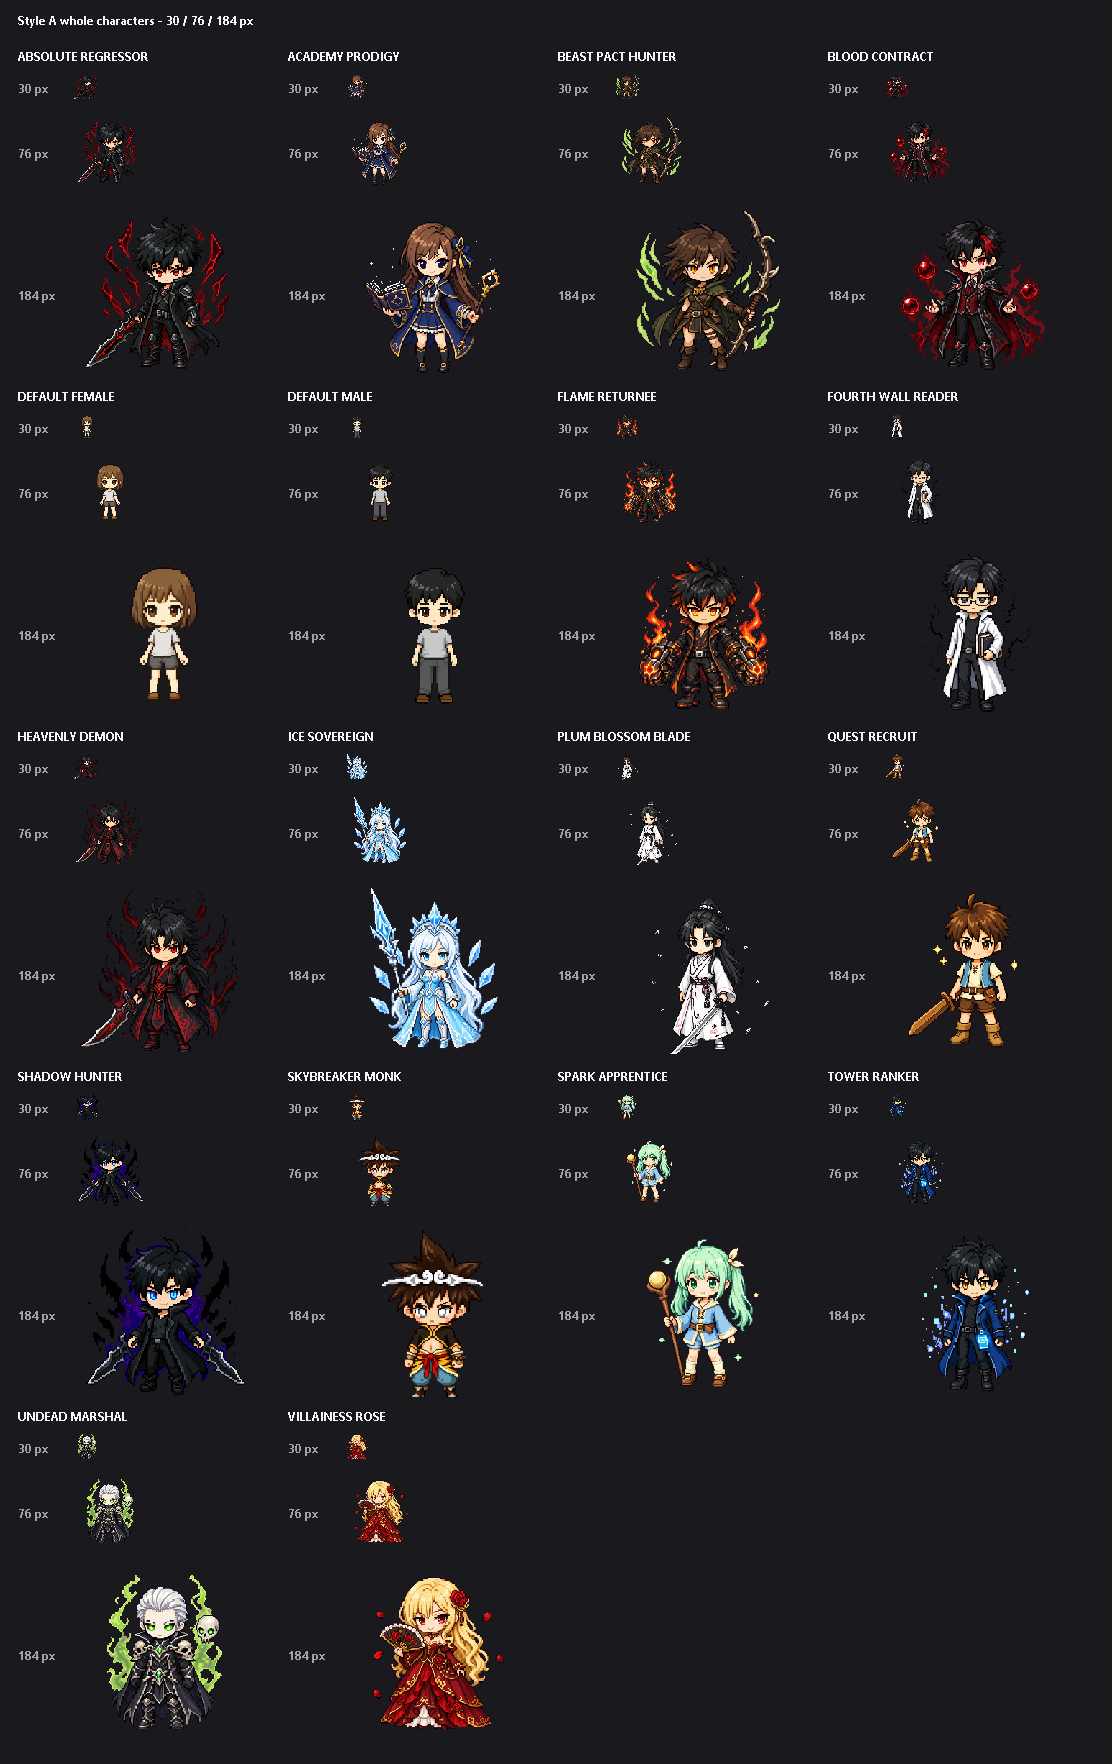 Style A whole characters - 30 / 76 / 184 px
ABSOLUTE REGRESSOR
ACADEMY PRODIGY
BEAST PACT HUNTER
BLOOD CONTRACT
30 px
30 px
30 px
30 px
76 px
76 px
76 px
76 px
184 px
184 px
184 px
184 px
DEFAULT FEMALE
DEFAULT MALE
FLAME RETURNEE
FOURTH WALL READER
30 px
30 px
30 px
30 px
76 px
76 px
76 px
76 px
184 px
184 px
184 px
184 px
HEAVENLY DEMON
ICE SOVEREIGN
PLUM BLOSSOM BLADE
QUEST RECRUIT
30 px
30 px
30 px
30 px
76 px
76 px
76 px
76 px
184 px
184 px
184 px
184 px
SHADOW HUNTER
SKYBREAKER MONK
SPARK APPRENTICE
TOWER RANKER
30 px
30 px
30 px
30 px
76 px
76 px
76 px
76 px
184 px
184 px
184 px
184 px
UNDEAD MARSHAL
VILLAINESS ROSE
30 px
30 px
76 px
76 px
184 px
184 px